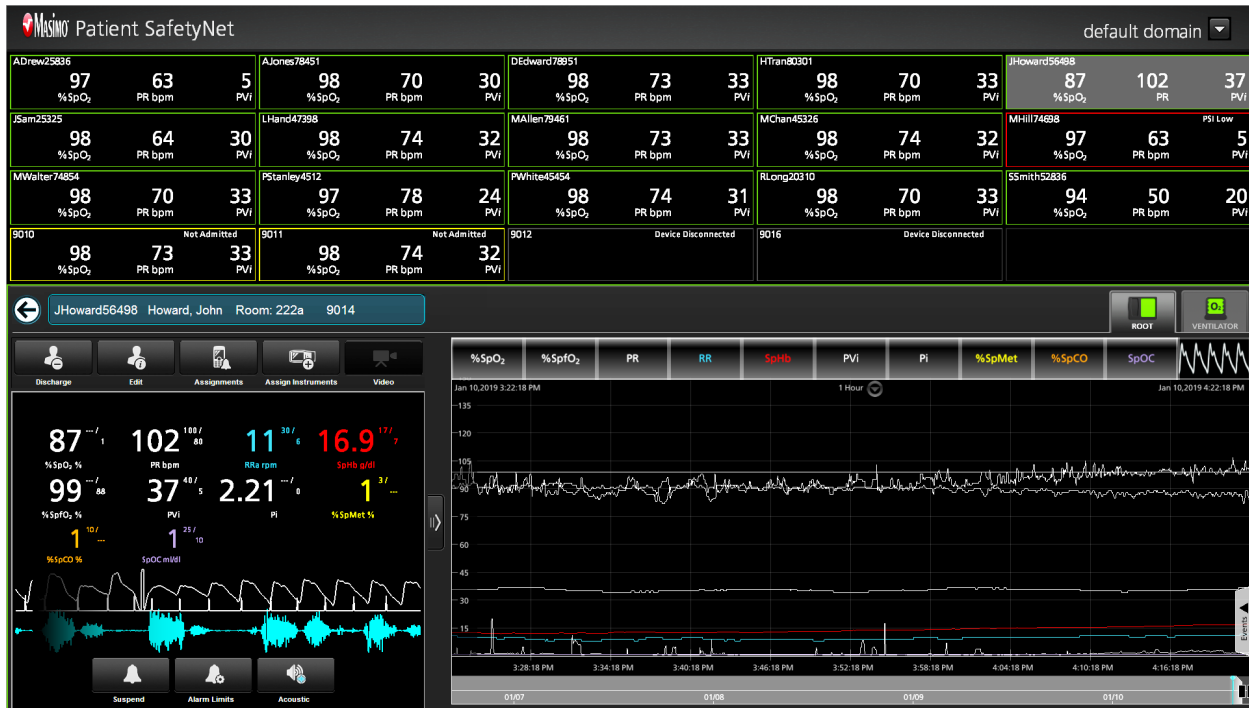 Masimo Patient SafetyNet
default domain
ADrew25836 AJones78451 DEdward78951 HTran80301 JHoward56498
97 63 5 98 70 30 98 73 33 98 70 33 87 102 37
%SpO₂ PR bpm PVi %SpO₂ PR bpm PVi %SpO₂ PR bpm PVi %SpO₂ PR bpm PVi %SpO₂ PR PVi
JSam25325 LHand47398 MAllen79461 MChan45326 MHill74698 PSI Low
98 64 30 98 74 32 98 73 33 98 74 32 97 63 5
%SpO₂ PR bpm PVi %SpO₂ PR bpm PVi %SpO₂ PR bpm PVi %SpO₂ PR bpm PVi %SpO₂ PR bpm PVi
MWalter74854 PStanley4512 PWhite45454 RLong20310 SSmith52836
98 70 33 97 78 24 98 74 31 98 70 33 94 50 20
%SpO₂ PR bpm PVi %SpO₂ PR bpm PVi %SpO₂ PR bpm PVi %SpO₂ PR bpm PVi %SpO₂ PR bpm PVi
9010 Not Admitted 9011 Not Admitted 9012 Device Disconnected 9016 Device Disconnected
98 73 33 98 74 32
%SpO₂ PR bpm PVi %SpO₂ PR bpm PVi
JHoward56498 Howard, John Room: 222a 9014
ROOT
O₂
VENTILATOR
Discharge Edit Assignments Assign Instruments Video
%SpO₂ %SpfO₂ PR RR SpHb PVi Pi %SpMet %SpCO SpOC
Jan 10,2019 3:22:18 PM 1 Hour Jan 10,2019 4:22:18 PM
87 ---/ 1 102 100/ 80 11 30/ 6 16.9 17/ 7
%SpO₂ % PR bpm RRa rpm SpHb g/dl
99 ---/ 88 37 40/ 5 2.21 ---/ 0 1 3/ ---
%SpfO₂ % PVi Pi %SpMet %
1 10/ --- 1 25/ 10
%SpCO % SpOC ml/dl
135
120
105
90
75
60
45
30
15
Events
3:28:18 PM 3:34:18 PM 3:40:18 PM 3:46:18 PM 3:52:18 PM 3:58:18 PM 4:04:18 PM 4:10:18 PM 4:16:18 PM
01/07 01/08 01/09 01/10
Suspend Alarm Limits Acoustic